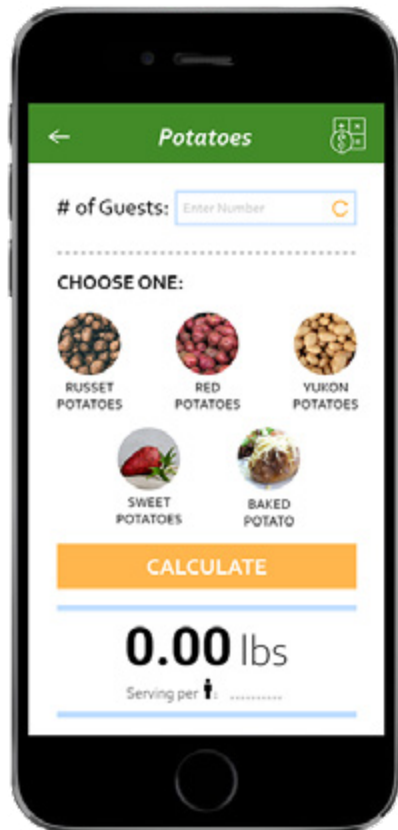 Potatoes
# of Guests: Enter Number
CHOOSE ONE:
RUSSET RED YUKON
POTATOES POTATOES POTATOES
SWEET BAKED
POTATOES POTATO
CALCULATE
0.00 lbs
Serving per : ............